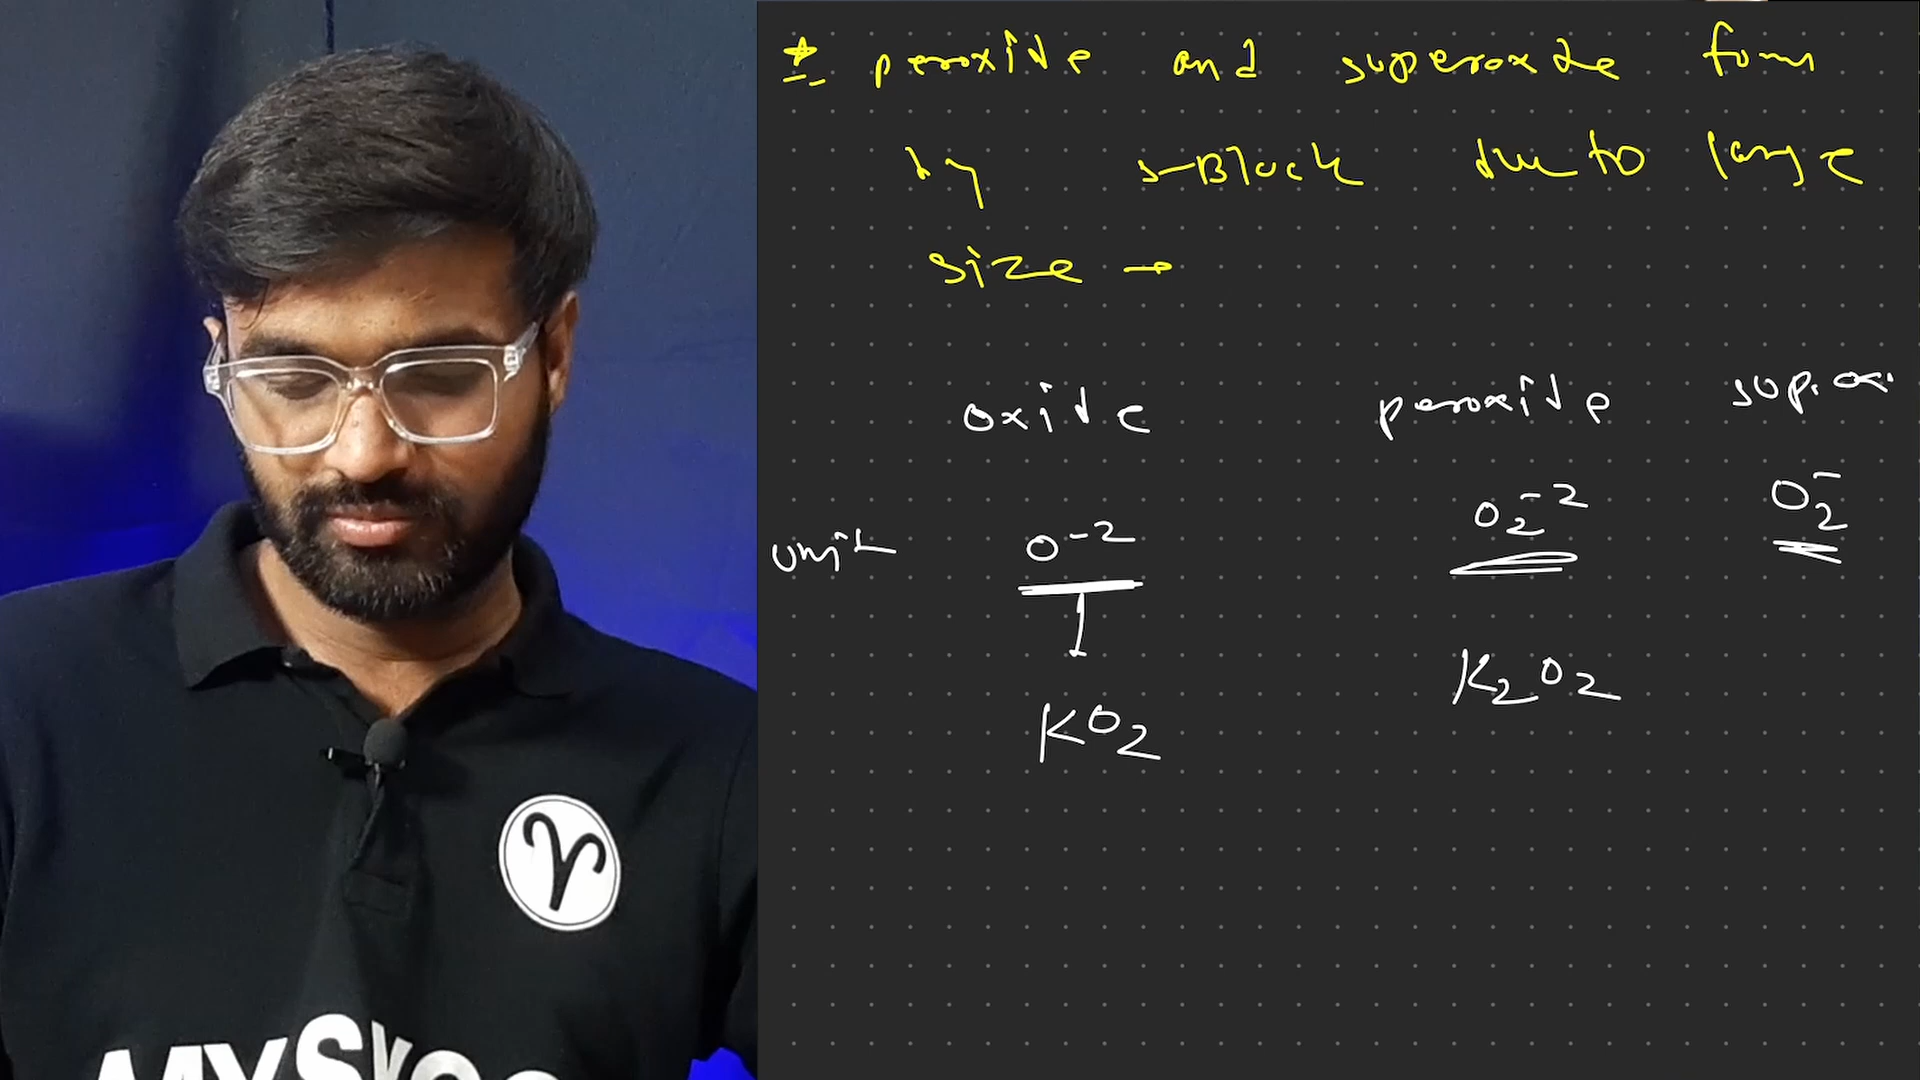 * peroxide and superoxide form
by s-Block due to large
size →
oxide peroxide sup. ox.
unit O⁻² O₂⁻² O₂⁻
KO₂ K₂O₂
MYS